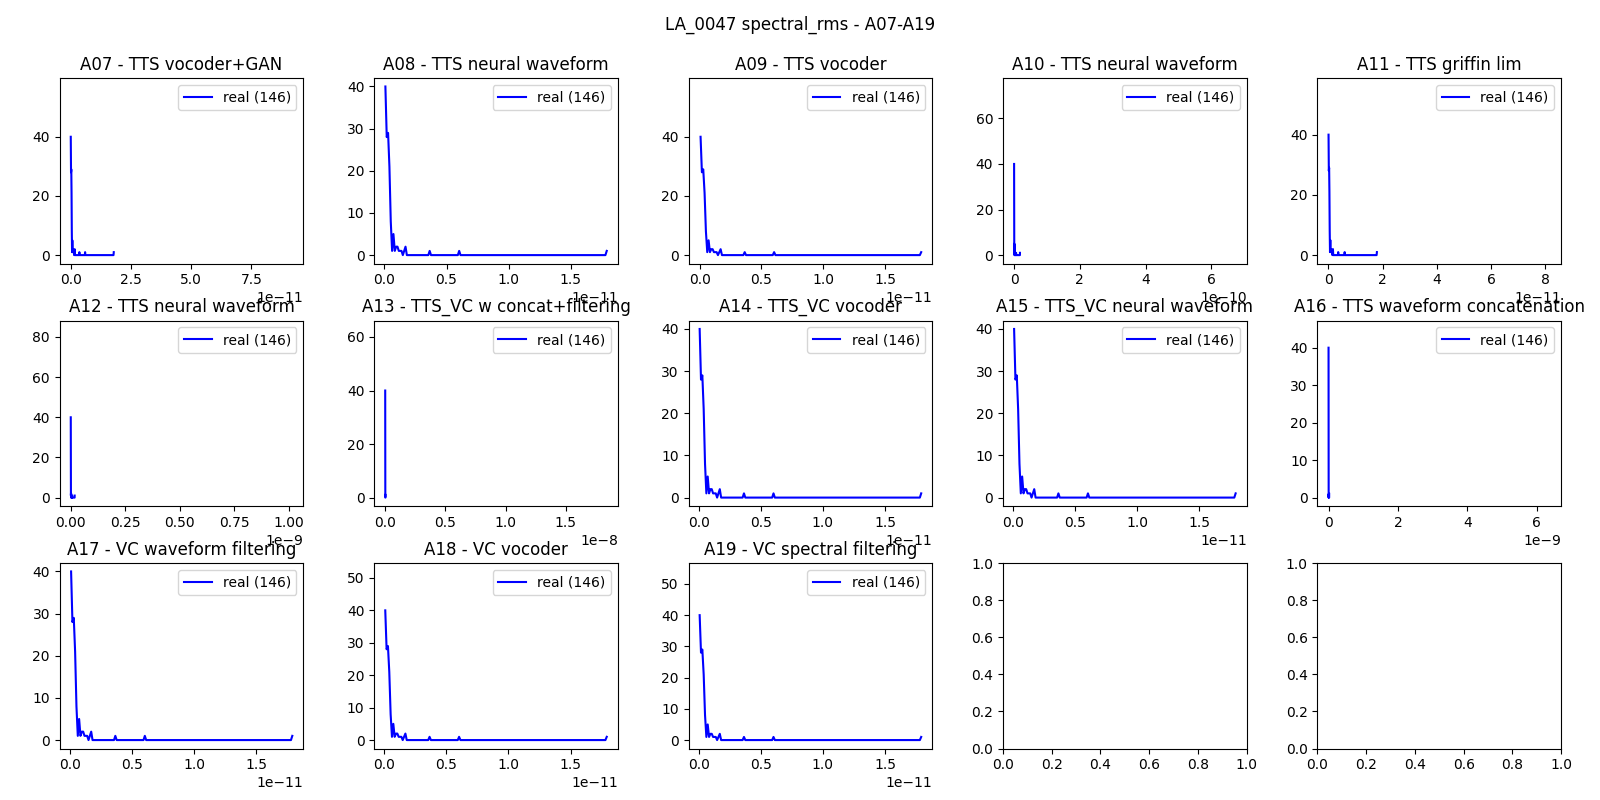 LA_0047 spectral_rms - A07-A19
A07 - TTS vocoder+GAN
real (146)
40
20
0
0.0 2.5 5.0 7.5
1e−11
A08 - TTS neural waveform
real (146)
40
30
20
10
0
0.0 0.5 1.0 1.5
1e−11
A09 - TTS vocoder
real (146)
40
20
0
0.0 0.5 1.0 1.5
1e−11
A10 - TTS neural waveform
real (146)
60
40
20
0
0 2 4 6
1e−10
A11 - TTS griffin lim
real (146)
40
20
0
0 2 4 6 8
1e−11
A12 - TTS neural waveform
real (146)
80
60
40
20
0
0.00 0.25 0.50 0.75 1.00
1e−9
A13 - TTS_VC w concat+filtering
real (146)
60
40
20
0
0.0 0.5 1.0 1.5
1e−8
A14 - TTS_VC vocoder
real (146)
40
30
20
10
0
0.0 0.5 1.0 1.5
1e−11
A15 - TTS_VC neural waveform
real (146)
40
30
20
10
0
0.0 0.5 1.0 1.5
1e−11
A16 - TTS waveform concatenation
real (146)
40
30
20
10
0
0 2 4 6
1e−9
A17 - VC waveform filtering
real (146)
40
30
20
10
0
0.0 0.5 1.0 1.5
1e−11
A18 - VC vocoder
real (146)
50
40
30
20
10
0
0.0 0.5 1.0 1.5
1e−11
A19 - VC spectral filtering
real (146)
50
40
30
20
10
0
0.0 0.5 1.0 1.5
1e−11
1.0
0.8
0.6
0.4
0.2
0.0
0.0 0.2 0.4 0.6 0.8 1.0
1.0
0.8
0.6
0.4
0.2
0.0
0.0 0.2 0.4 0.6 0.8 1.0